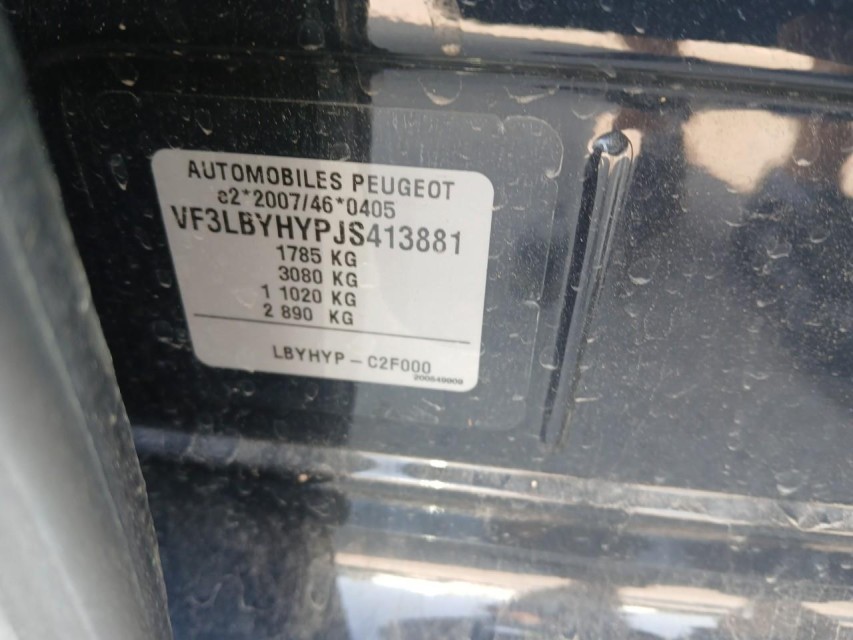 AUTOMOBILES PEUGEOT
e2*2007/46*0405
VF3LBYHYPJS413881
1785 KG
3080 KG
1 1020 KG
2 890 KG
LBYHYP - C2F000